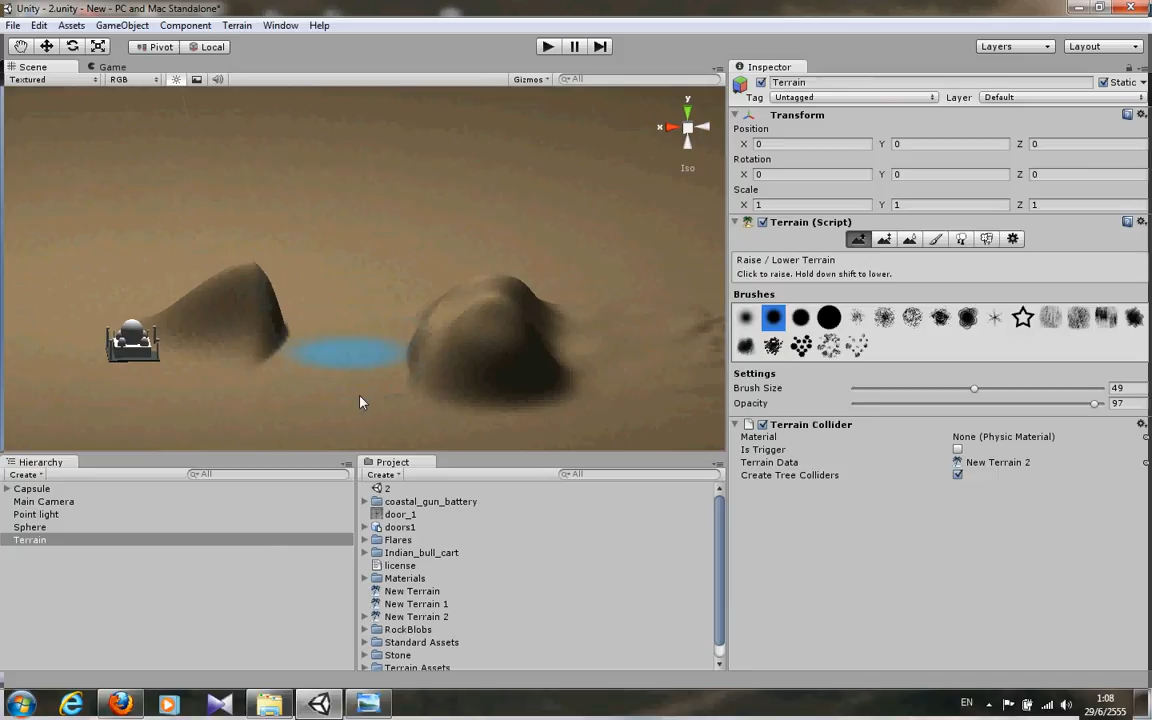 Unity - 2.unity - New - PC and Mac Standalone*
File Edit Assets GameObject Component Terrain Window Help
Pivot Local Layers Layout
Scene Game
Textured RGB Gizmos All
y
x
Iso
Inspector
Terrain Static
Tag Untagged Layer Default
Transform
Position
X 0 Y 0 Z 0
Rotation
X 0 Y 0 Z 0
Scale
X 1 Y 1 Z 1
Terrain (Script)
Raise / Lower Terrain
Click to raise. Hold down shift to lower.
Brushes
Settings
Brush Size 49
Opacity 97
Terrain Collider
Material None (Physic Material)
Is Trigger
Terrain Data New Terrain 2
Create Tree Colliders
Hierarchy
Create All
Capsule
Main Camera
Point light
Sphere
Terrain
Project
Create All
2
coastal_gun_battery
door_1
doors1
Flares
Indian_bull_cart
license
Materials
New Terrain
New Terrain 1
New Terrain 2
RockBlobs
Standard Assets
Stone
Terrain Assets
EN 1:08
29/6/2555